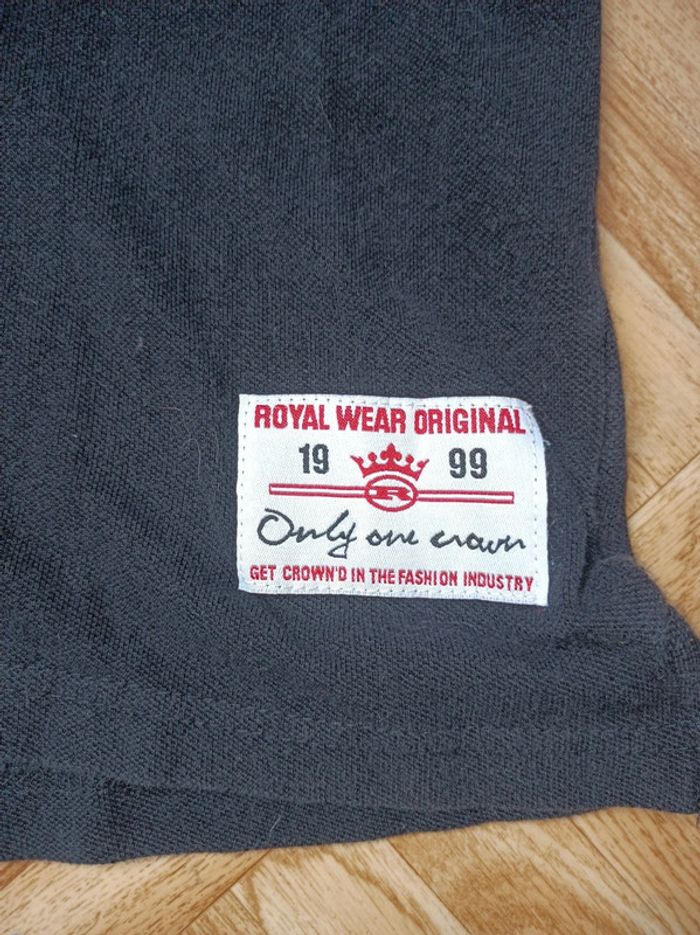 ROYAL WEAR ORIGINAL
19 99
R
Only one crown
GET CROWN'D IN THE FASHION INDUSTRY